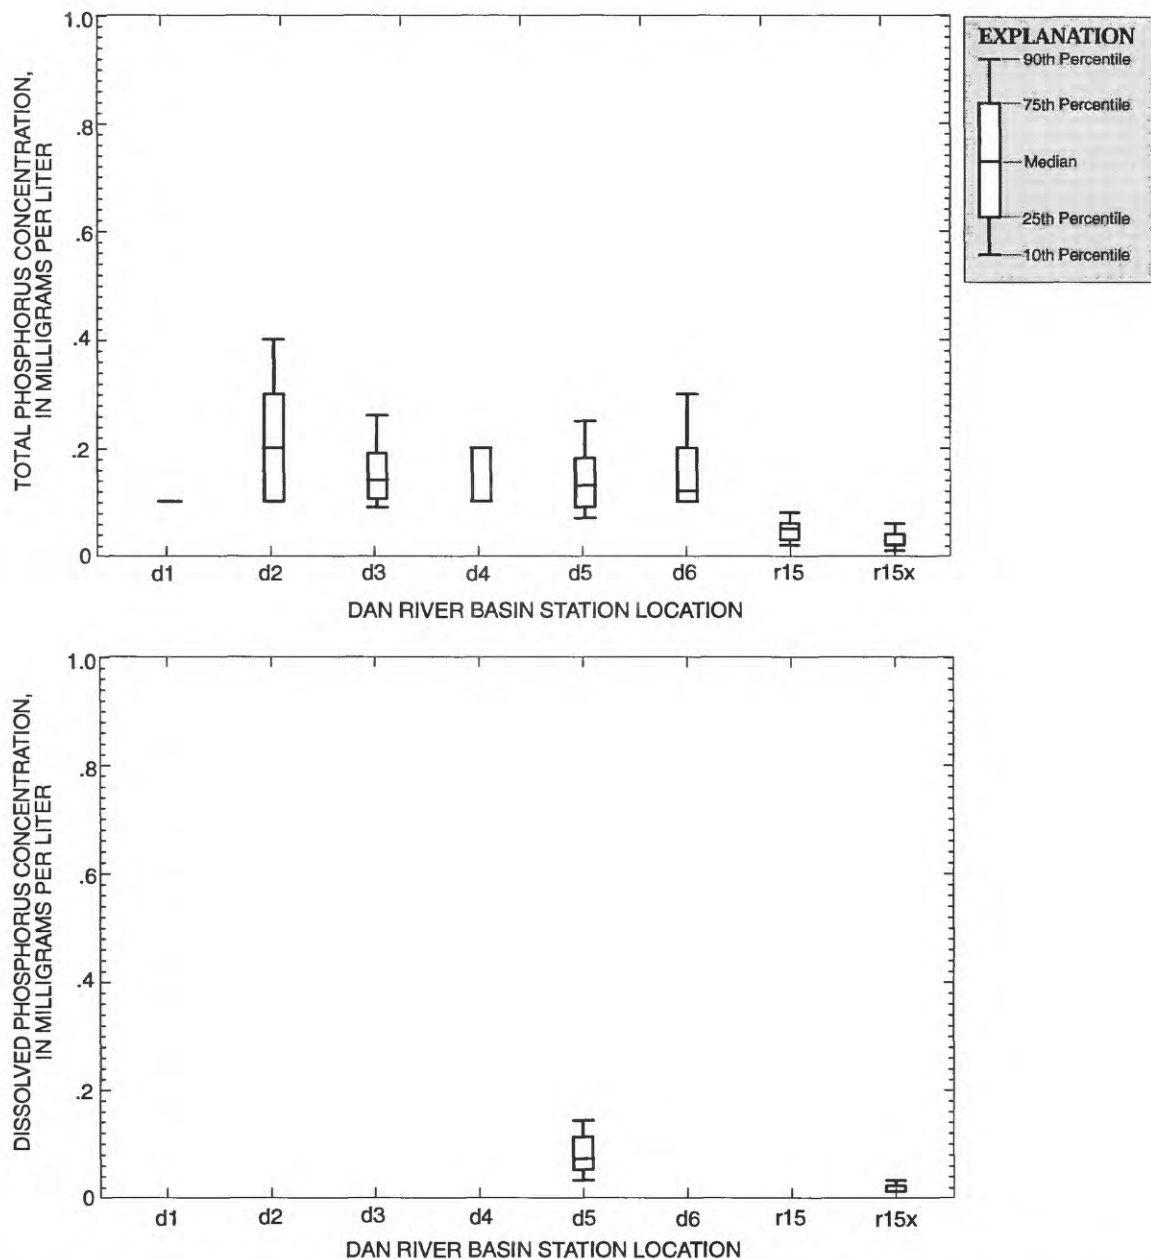 TOTAL PHOSPHORUS CONCENTRATION,
IN MILLIGRAMS PER LITER
1.0
.8
.6
.4
.2
0
d1 d2 d3 d4 d5 d6 r15 r15x
DAN RIVER BASIN STATION LOCATION
EXPLANATION
90th Percentile
75th Percentile
Median
25th Percentile
10th Percentile
DISSOLVED PHOSPHORUS CONCENTRATION,
IN MILLIGRAMS PER LITER
1.0
.8
.6
.4
.2
0
d1 d2 d3 d4 d5 d6 r15 r15x
DAN RIVER BASIN STATION LOCATION